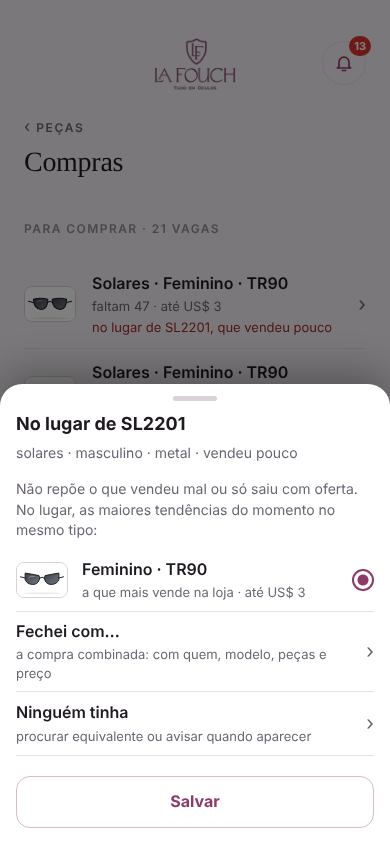 LF
LA FOUCH
Tudo em Óculos
13
‹ PEÇAS
Compras
PARA COMPRAR · 21 VAGAS
Solares · Feminino · TR90
faltam 47 · até US$ 3
no lugar de SL2201, que vendeu pouco
Solares · Feminino · TR90
No lugar de SL2201
solares · masculino · metal · vendeu pouco
Não repõe o que vendeu mal ou só saiu com oferta.
No lugar, as maiores tendências do momento no
mesmo tipo:
Feminino · TR90
a que mais vende na loja · até US$ 3
Fechei com...
a compra combinada: com quem, modelo, peças e
preço
Ninguém tinha
procurar equivalente ou avisar quando aparecer
Salvar